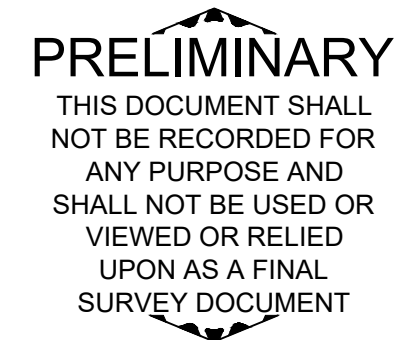 PRELIMINARY
THIS DOCUMENT SHALL
NOT BE RECORDED FOR
ANY PURPOSE AND
SHALL NOT BE USED OR
VIEWED OR RELIED
UPON AS A FINAL
SURVEY DOCUMENT